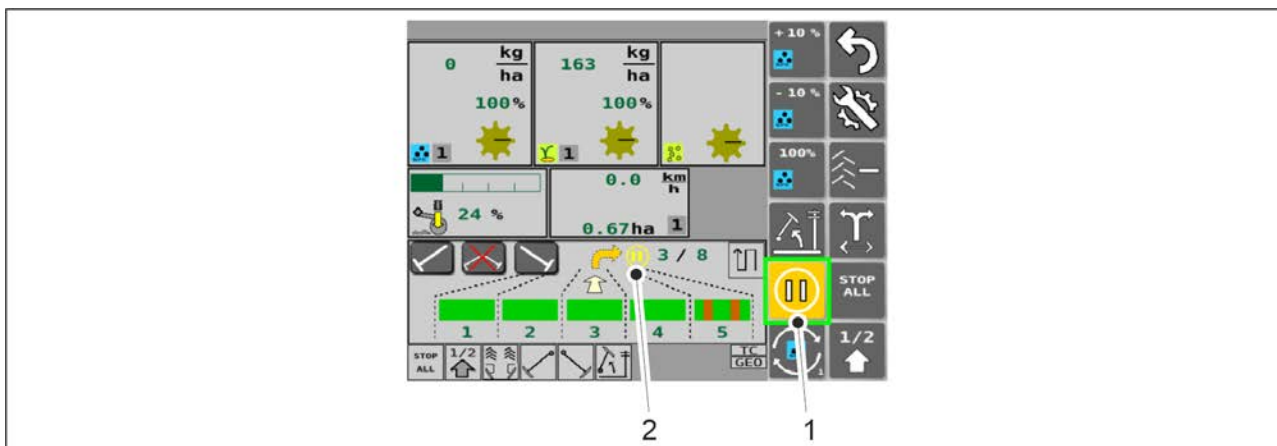 0 kg/ha
100%
1
163 kg/ha
100%
1
24 %
0.0 km/h
0.67ha 1
3 / 8
1 2 3 4 5
STOP ALL
1/2
TC
GEO
+10 %
- 10 %
100%
STOP ALL
1
1/2
2 1